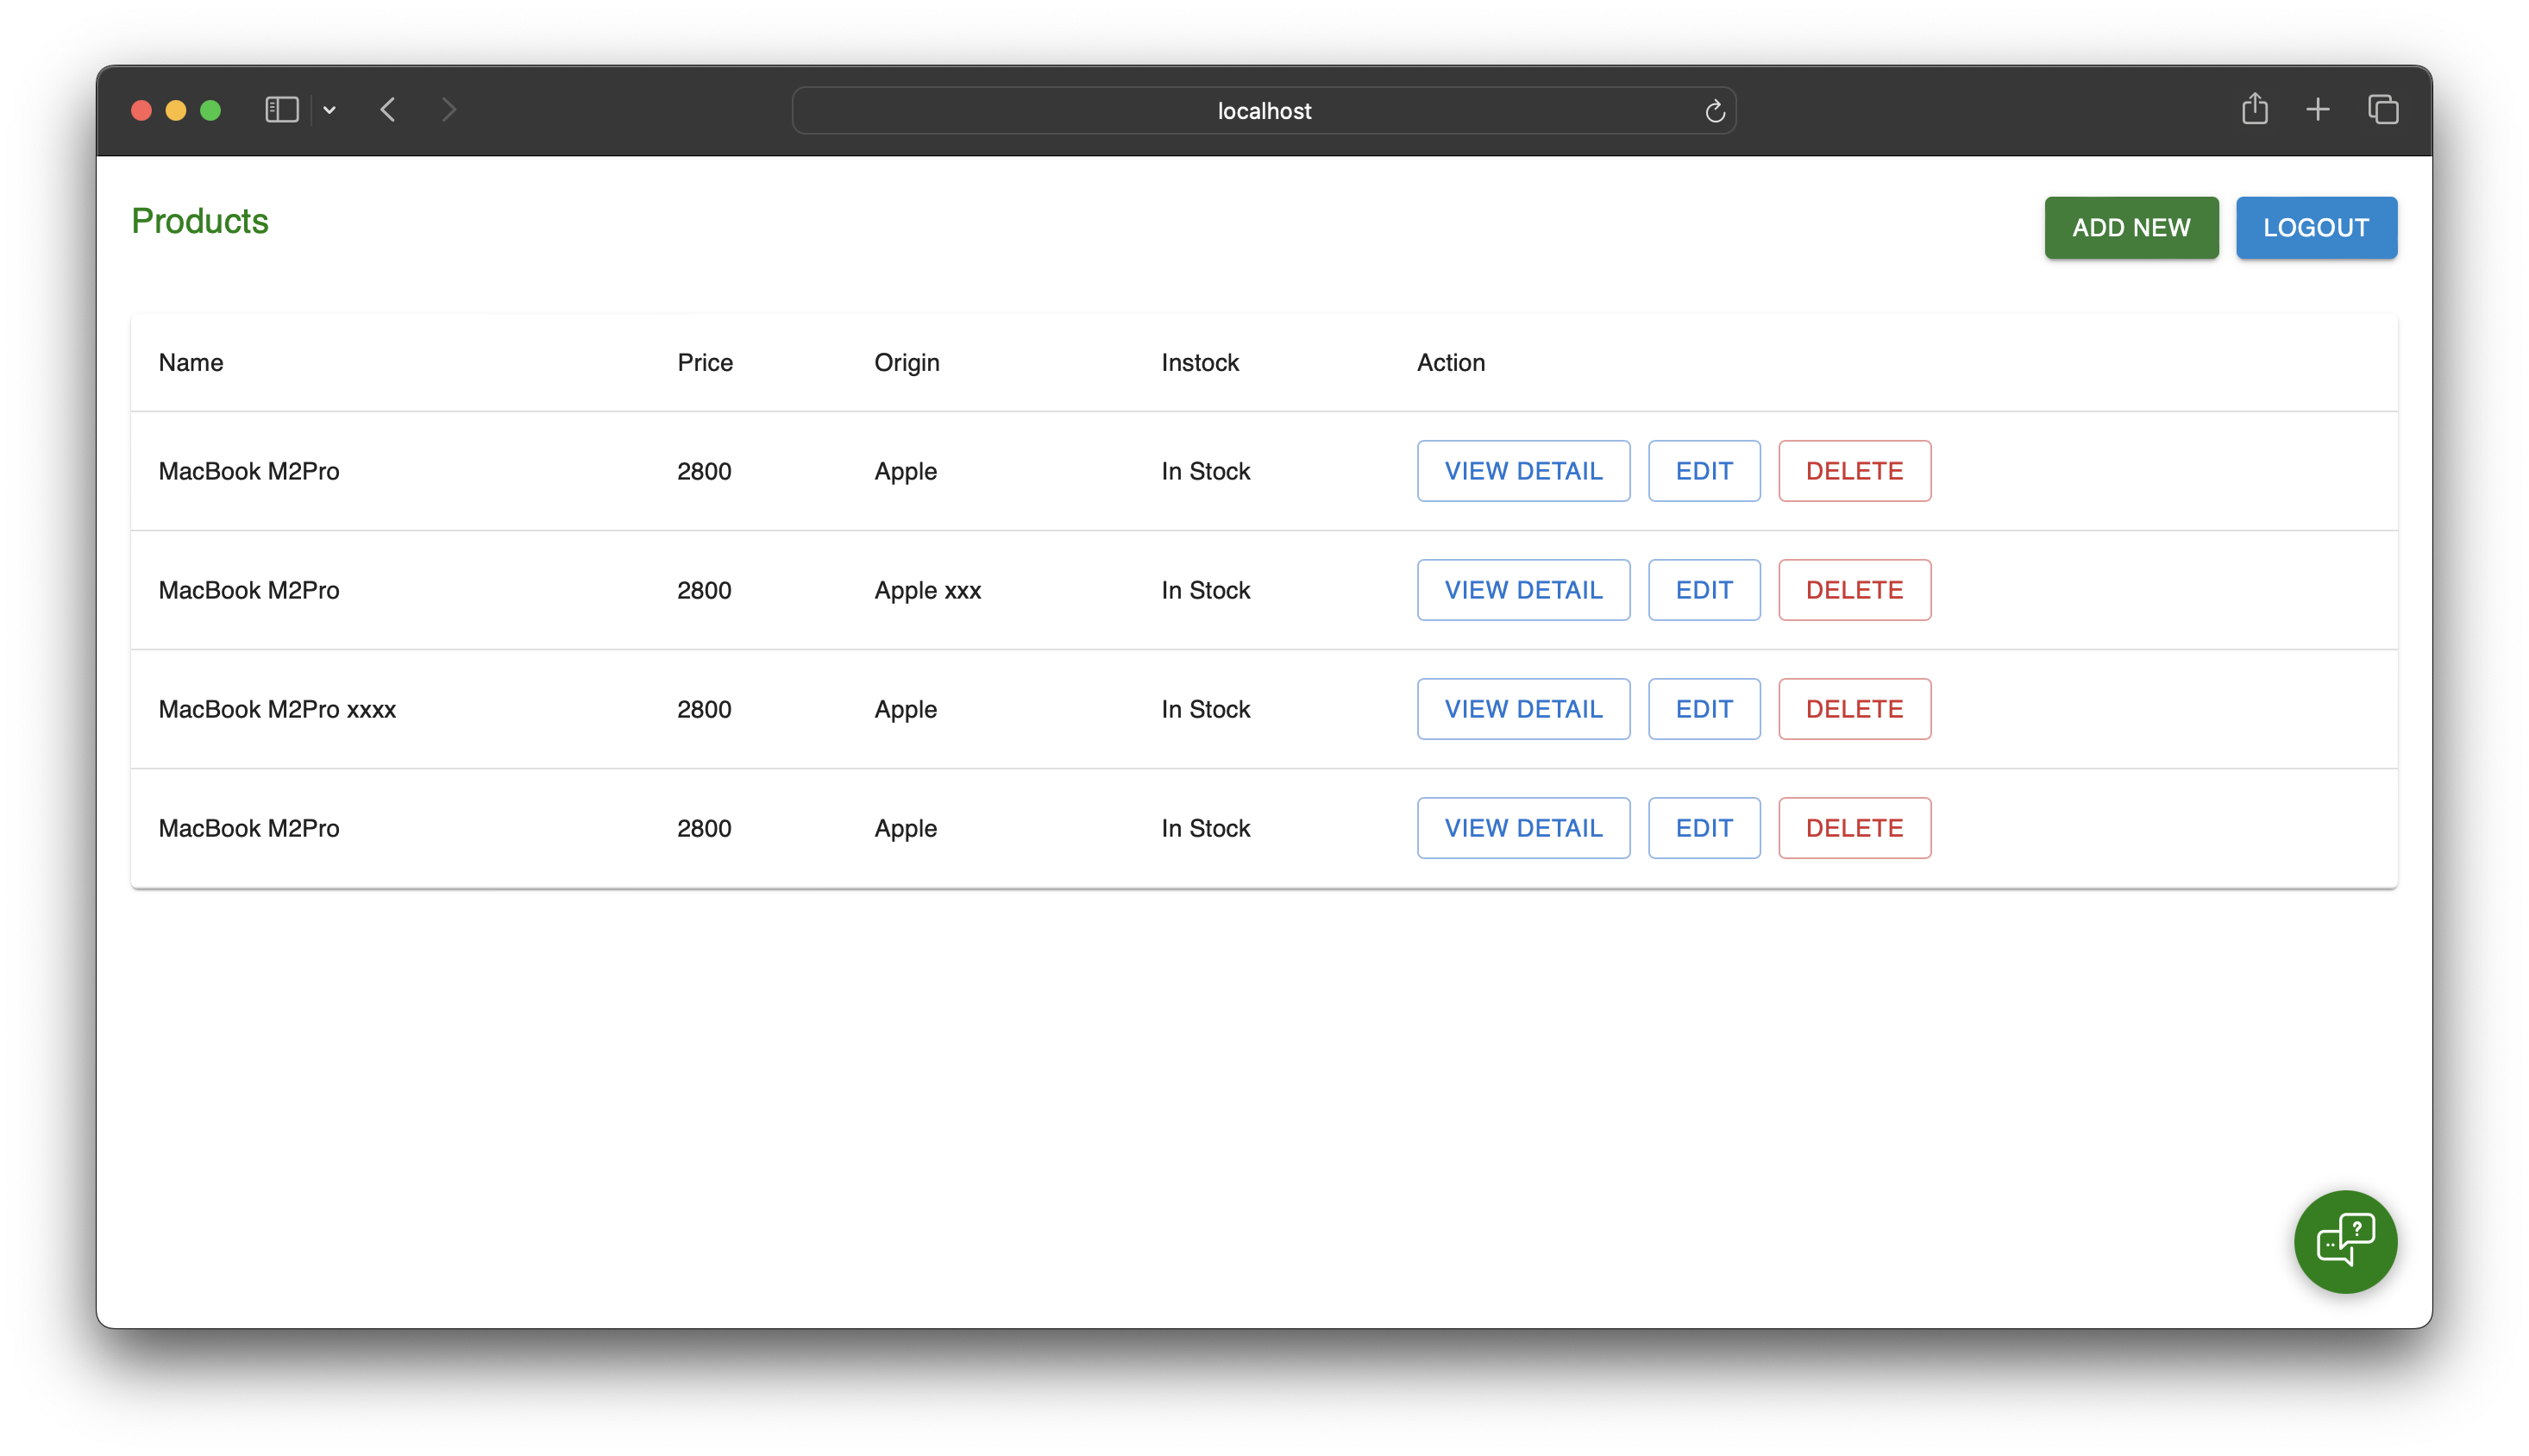 localhost
Products
ADD NEW LOGOUT
Name Price Origin Instock Action
MacBook M2Pro 2800 Apple In Stock VIEW DETAIL EDIT DELETE
MacBook M2Pro 2800 Apple xxx In Stock VIEW DETAIL EDIT DELETE
MacBook M2Pro xxxx 2800 Apple In Stock VIEW DETAIL EDIT DELETE
MacBook M2Pro 2800 Apple In Stock VIEW DETAIL EDIT DELETE
?